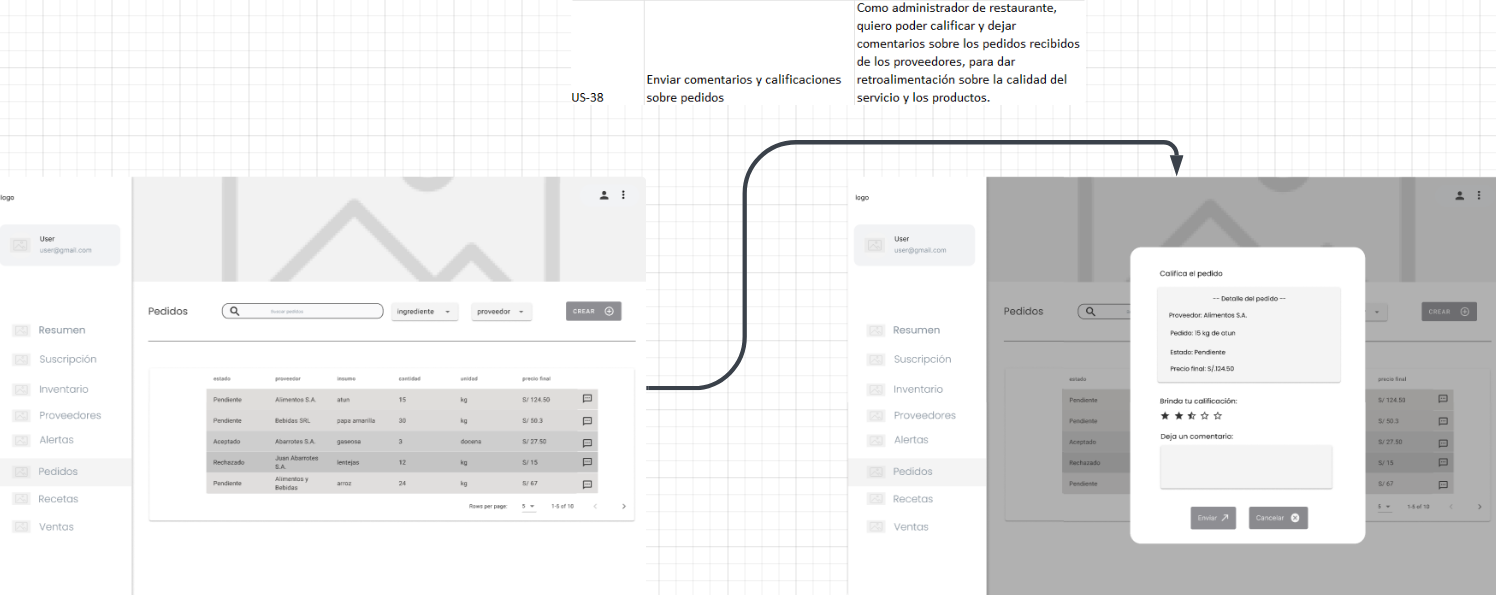 Como administrador de restaurante,
quiero poder calificar y dejar
comentarios sobre los pedidos recibidos
de los proveedores, para dar
Enviar comentarios y calificaciones
retroalimentación sobre la calidad del
US-38
sobre pedidos
servicio y los productos.
logo
User
user@gmail.com
Resumen
Suscripción
Inventario
Proveedores
Alertas
Pedidos
Recetas
Ventas
Pedidos
Buscar pedidos
ingrediente
proveedor
CREAR
estado proveedor insumo cantidad unidad precio final
Pendiente Alimentos S.A. atun 15 kg S/ 124.50
Pendiente Bebidas SRL papa amarilla 30 kg S/ 50.3
Aceptado Abarrotes S.A. gaseosa 3 docena S/ 27.50
Rechazado Juan Abarrotes S.A. lentejas 12 kg S/ 15
Pendiente Alimentos y Bebidas arroz 24 kg S/ 67
Rows per page: 5 1-5 of 10
logo
User
user@gmail.com
Resumen
Suscripción
Inventario
Proveedores
Alertas
Pedidos
Recetas
Ventas
Pedidos
CREAR
estado precio final
Pendiente S/ 124.50
Pendiente S/ 50.3
Aceptado S/ 27.50
Rechazado S/ 15
Pendiente S/ 67
5 1-5 of 10
Califica el pedido
-- Detalle del pedido --
Proveedor: Alimentos S.A.
Pedido: 15 kg de atun
Estado: Pendiente
Precio final: S/.124.50
Brinda tu calificación:
Deja un comentario:
Enviar
Cancelar